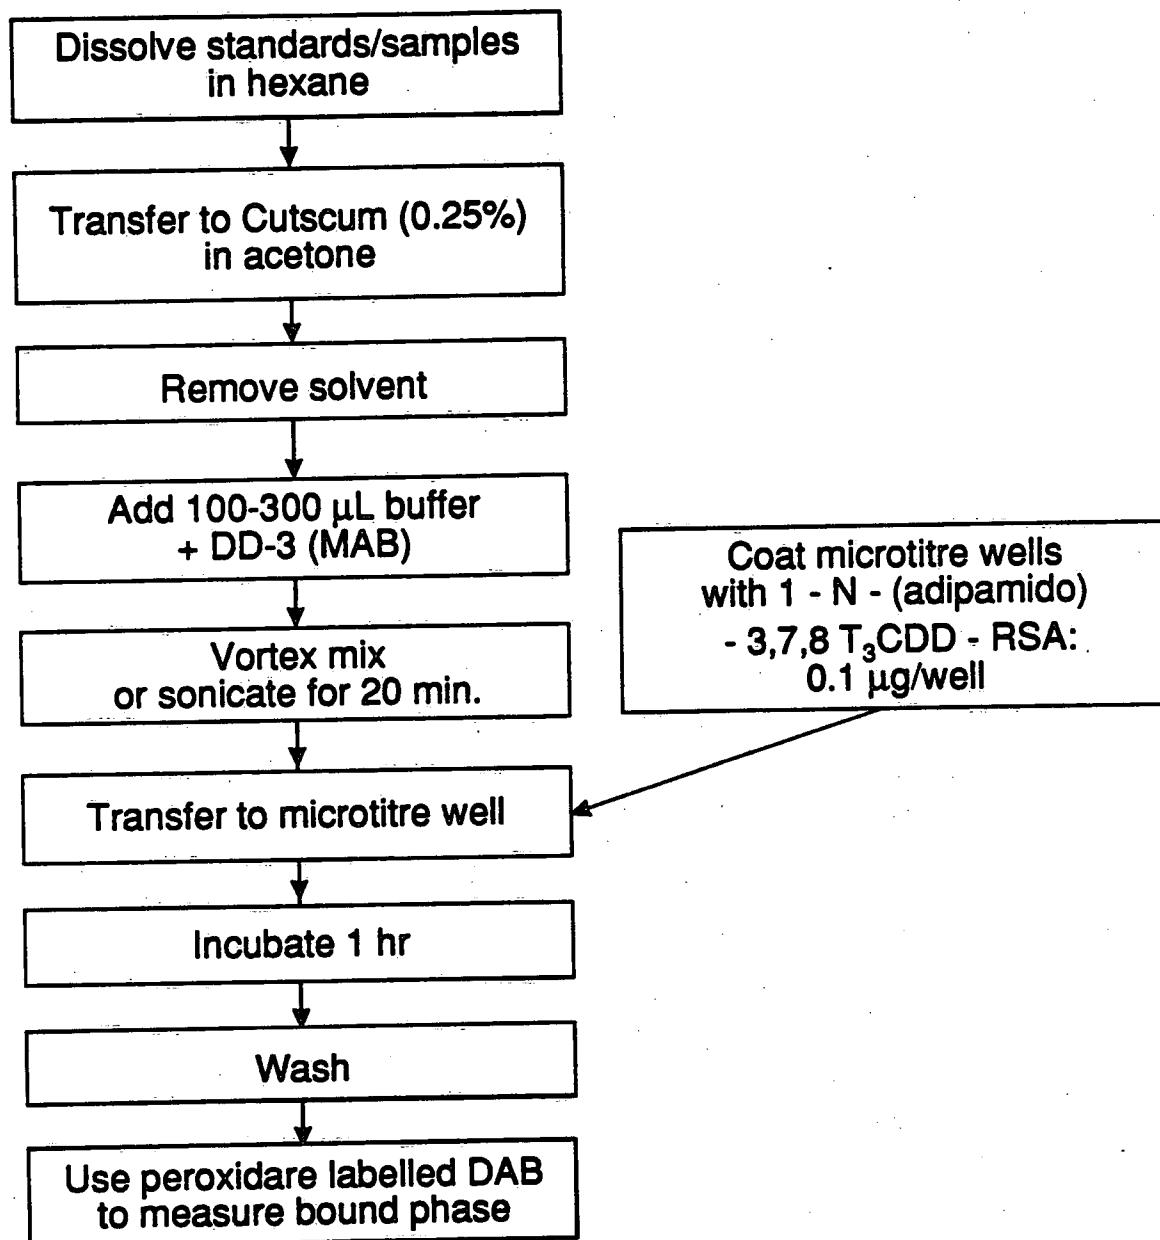 Dissolve standards/samples
in hexane
Transfer to Cutscum (0.25%)
in acetone
Remove solvent
Add 100-300 μL buffer
+ DD-3 (MAB)
Vortex mix
or sonicate for 20 min.
Coat microtitre wells
with 1 - N - (adipamido)
- 3,7,8 T₃CDD - RSA:
0.1 μg/well
Transfer to microtitre well
Incubate 1 hr
Wash
Use peroxidare labelled DAB
to measure bound phase